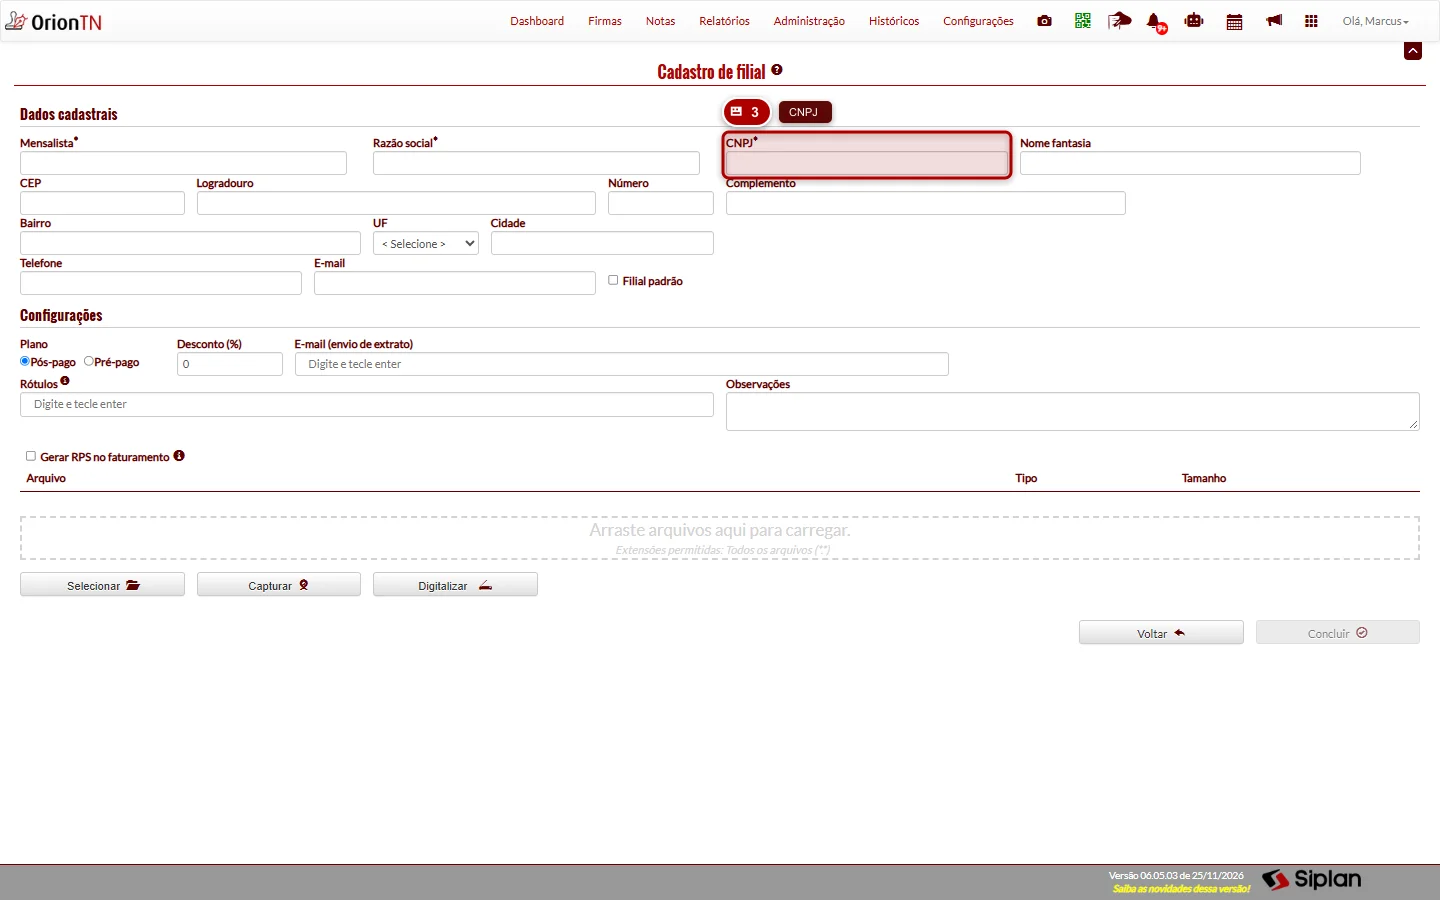 OrionTN
Dashboard Firmas Notas Relatórios Administração Históricos Configurações 9+ Olá, Marcus
Cadastro de filial
Dados cadastrais 3 CNPJ
Mensalista Razão social CNPJ Nome fantasia
CEP Logradouro Número Complemento
Bairro UF Cidade
< Selecione >
Telefone E-mail
Filial padrão
Configurações
Plano Desconto (%) E-mail (envio de extrato)
Pós-pago Pré-pago 0 Digite e tecle enter
Rótulos Observações
Digite e tecle enter
Gerar RPS no faturamento
Arquivo Tipo Tamanho
Arraste arquivos aqui para carregar.
Extensões permitidas: Todos os arquivos (*.*)
Selecionar Capturar Digitalizar
Voltar Concluir
Versão 06.05.03 de 25/11/2026
Saiba as novidades dessa versão!
Siplan